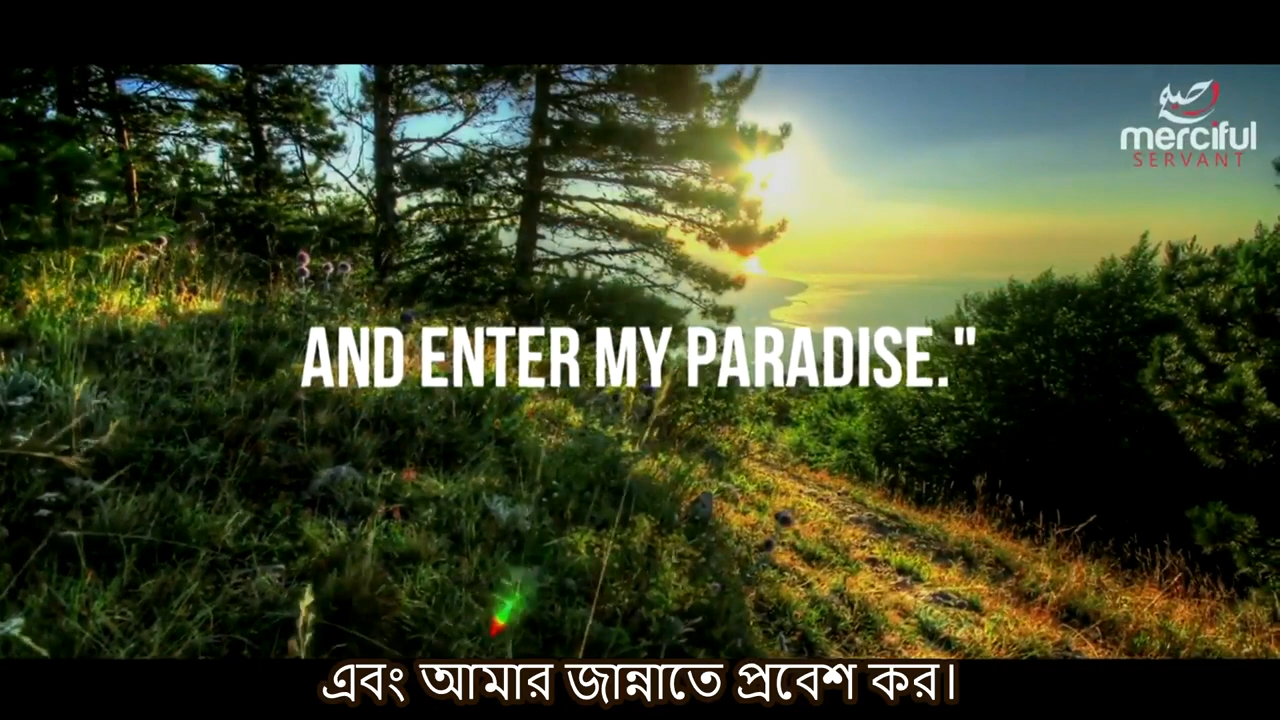 merciful
SERVANT
AND ENTER MY PARADISE."
এবং আমার জান্নাতে প্রবেশ কর।